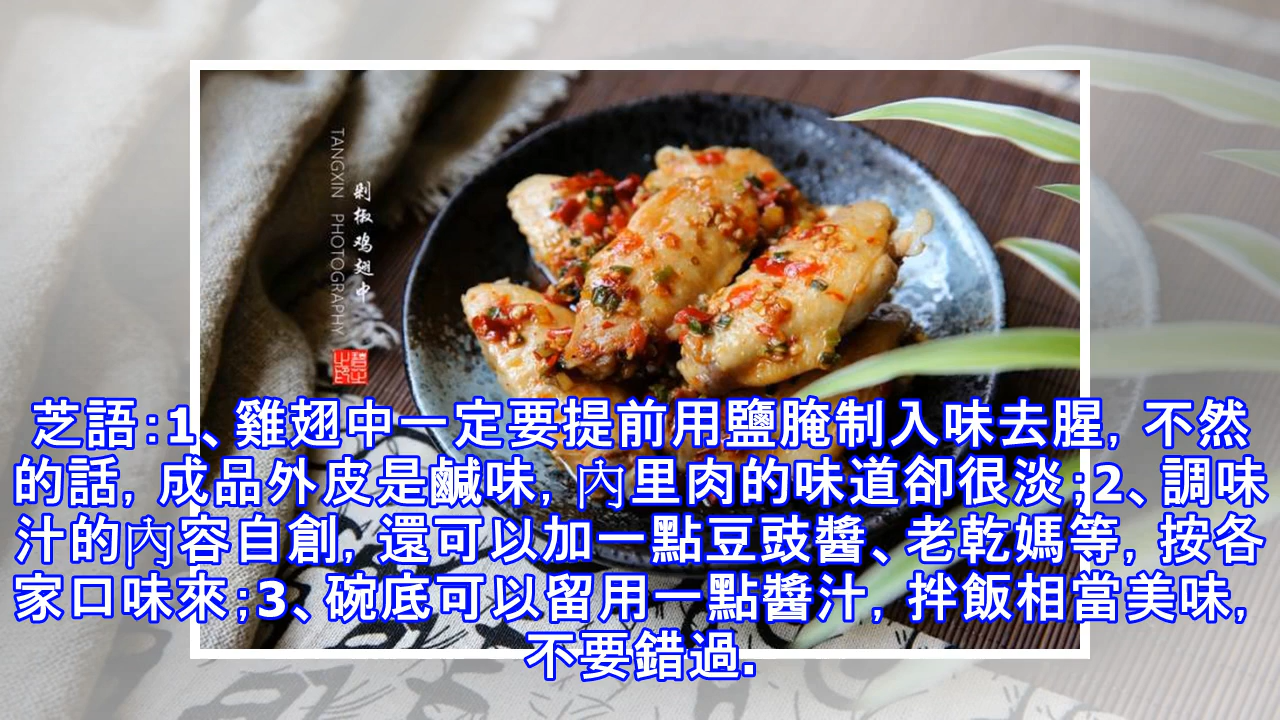 TANGXIN PHOTOGRAPHY
剁椒鸡翅中
芝語:1、雞翅中一定要提前用鹽腌制入味去腥, 不然
的話, 成品外皮是鹹味, 內里肉的味道卻很淡;2、調味
汁的內容自創, 還可以加一點豆豉醬、老乾媽等, 按各
家口味來;3、碗底可以留用一點醬汁, 拌飯相當美味,
不要錯過.